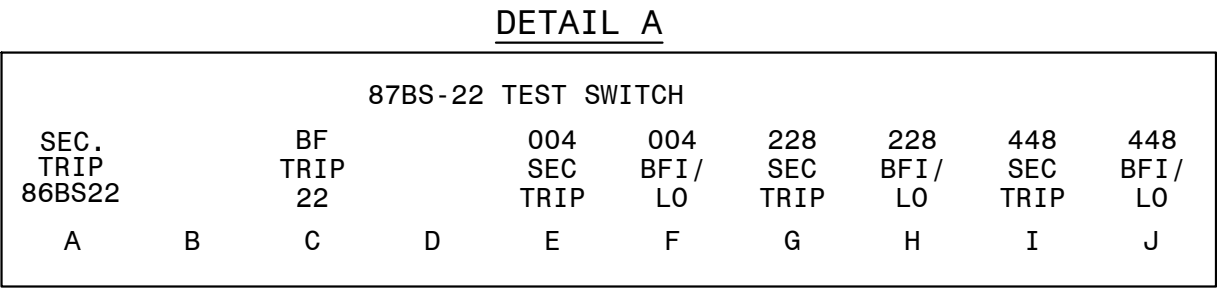 DETAIL A
87BS-22 TEST SWITCH
SEC. BF 004 004 228 228 448 448
TRIP TRIP SEC BFI/ SEC BFI/ SEC BFI/
86BS22 22 TRIP LO TRIP LO TRIP LO
A B C D E F G H I J